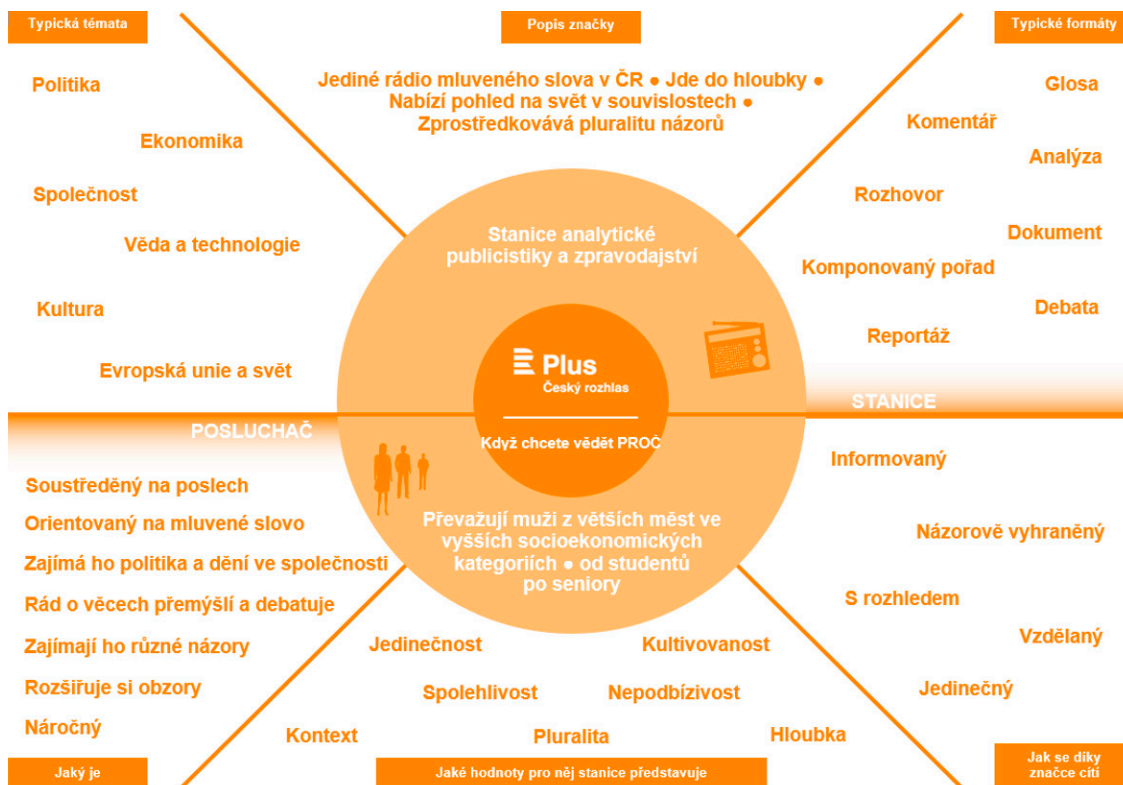 Typická témata
Popis značky
Typické formáty
Politika
Ekonomika
Společnost
Věda a technologie
Kultura
Evropská unie a svět
Jediné rádio mluveného slova v ČR ● Jde do hloubky ●
Nabízí pohled na svět v souvislostech ●
Zprostředkovává pluralitu názorů
Glosa
Komentář
Analýza
Rozhovor
Dokument
Komponovaný pořad
Debata
Reportáž
Stanice analytické
publicistiky a zpravodajství
Plus
Český rozhlas
Když chcete vědět PROČ
STANICE
POSLUCHAČ
Převažují muži z větších měst ve
vyšších socioekonomických
kategoriích ● od studentů
po seniory
Soustředěný na poslech
Orientovaný na mluvené slovo
Zajímá ho politika a dění ve společnosti
Rád o věcech přemýšlí a debatuje
Zajímají ho různé názory
Rozšiřuje si obzory
Náročný
Jaký je
Jedinečnost
Kultivovanost
Spolehlivost
Nepodbízivost
Kontext
Pluralita
Hloubka
Jaké hodnoty pro něj stanice představuje
Informovaný
Názorově vyhraněný
S rozhledem
Vzdělaný
Jedinečný
Jak se díky
značce cítí